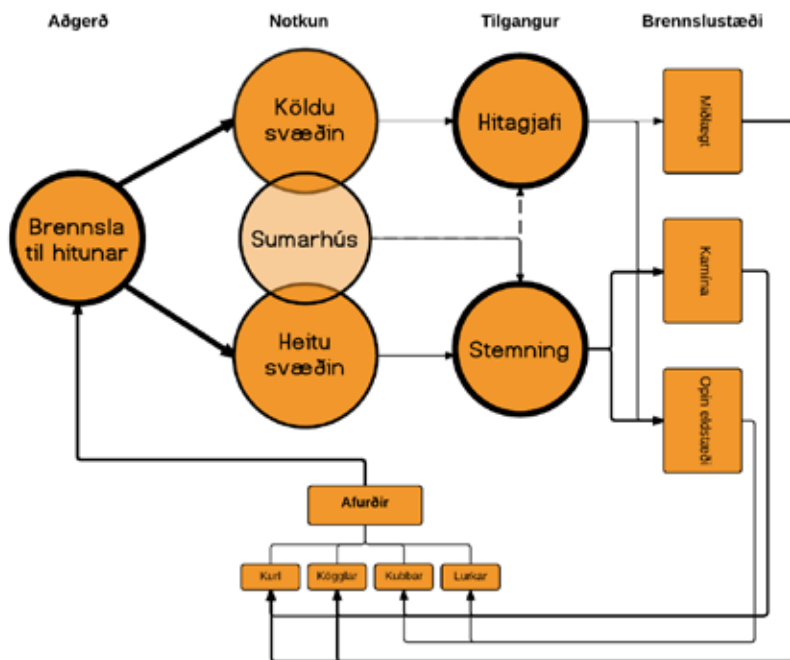 Aðgerð
Notkun
Tilgangur
Brennslustæði
Köldu
svæðin
Hitagjafi
Miðlægt
Brennsla
til hitunar
Sumarhús
Kamína
Heitu
svæðin
Stemning
Opin eldstæði
Afurðir
Kurl
Kögglar
Kubbar
Lurkar